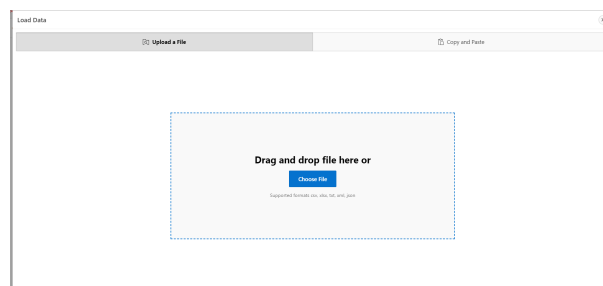 Load Data
Upload a File
Copy and Paste
Drag and drop file here or
Choose File
Supported formats csv, xlsx, txt, xml, json